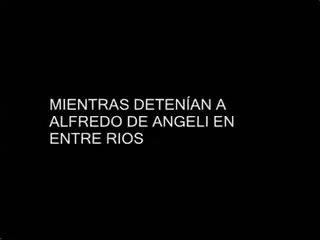 MIENTRAS DETENÍAN A
ALFREDO DE ANGELI EN
ENTRE RIOS